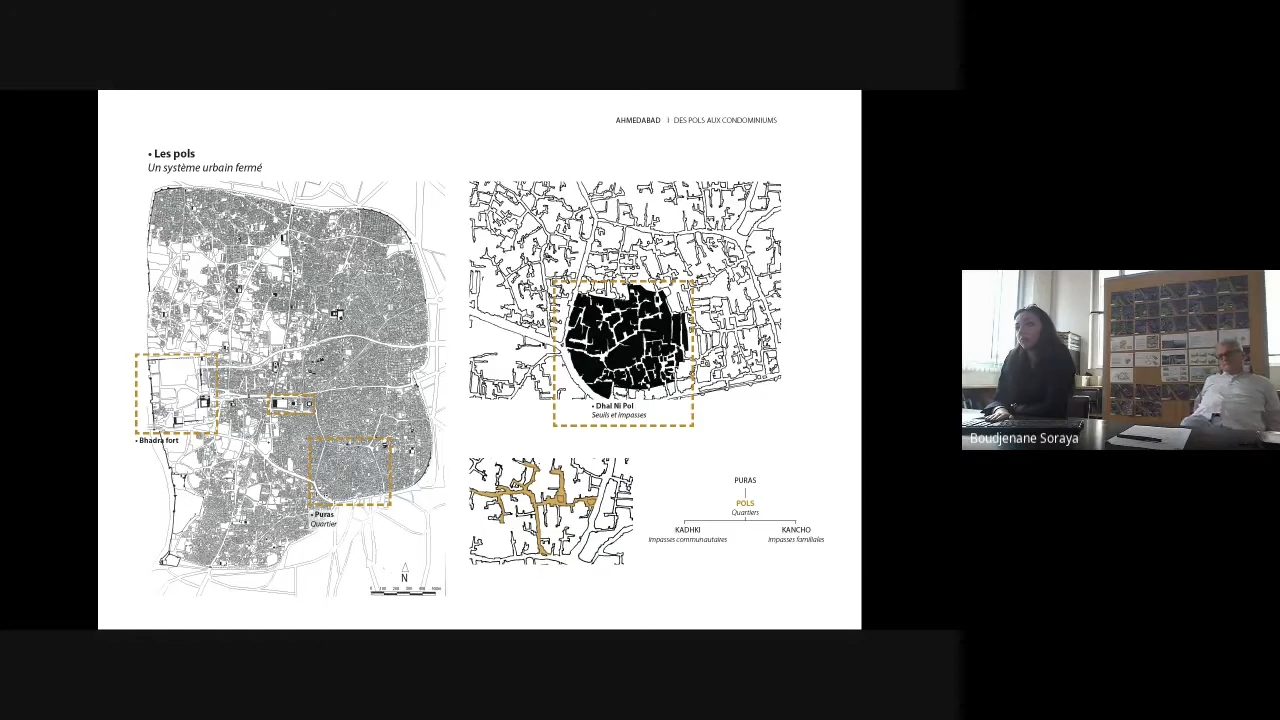 AHMEDABAD | DES POLS AUX CONDOMINIUMS
• Les pols
Un système urbain fermé
• Bhadra fort
• Puras
Quartier
N
• Dhal Ni Pol
Seuils et impasses
PURAS
POLS
Quartiers
KADHKI
Impasses communautaires
KANCHO
Impasses familiales
Boudjenane Soraya